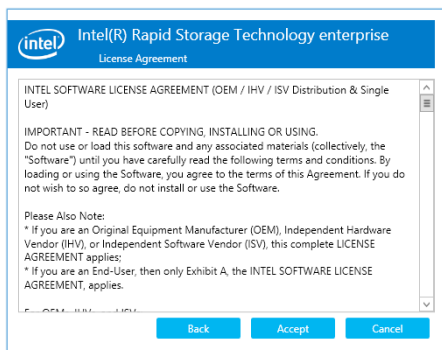 intel
Intel(R) Rapid Storage Technology enterprise
License Agreement
INTEL SOFTWARE LICENSE AGREEMENT (OEM / IHV / ISV Distribution & Single
User)
IMPORTANT - READ BEFORE COPYING, INSTALLING OR USING.
Do not use or load this software and any associated materials (collectively, the
"Software") until you have carefully read the following terms and conditions. By
loading or using the Software, you agree to the terms of this Agreement. If you do
not wish to so agree, do not install or use the Software.
Please Also Note:
* If you are an Original Equipment Manufacturer (OEM), Independent Hardware
Vendor (IHV), or Independent Software Vendor (ISV), this complete LICENSE
AGREEMENT applies;
* If you are an End-User, then only Exhibit A, the INTEL SOFTWARE LICENSE
AGREEMENT, applies.
Back Accept Cancel